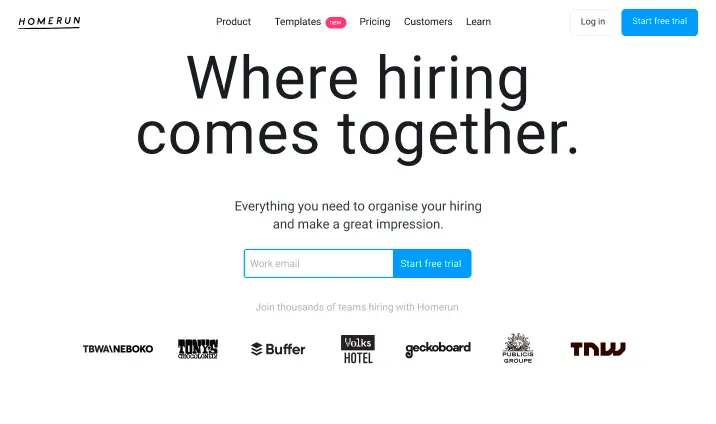 HOMERUN
Product
Templates
new
Pricing
Customers
Learn
Log in
Start free trial
Where hiring
comes together.
Everything you need to organise your hiring
and make a great impression.
Work email
Start free trial
Join thousands of teams hiring with Homerun
TBWA\NEBOKO
TONY'S
CHOCOLONELY
Buffer
Volks
HOTEL
geckoboard
PUBLICIS
GROUPE
TNW